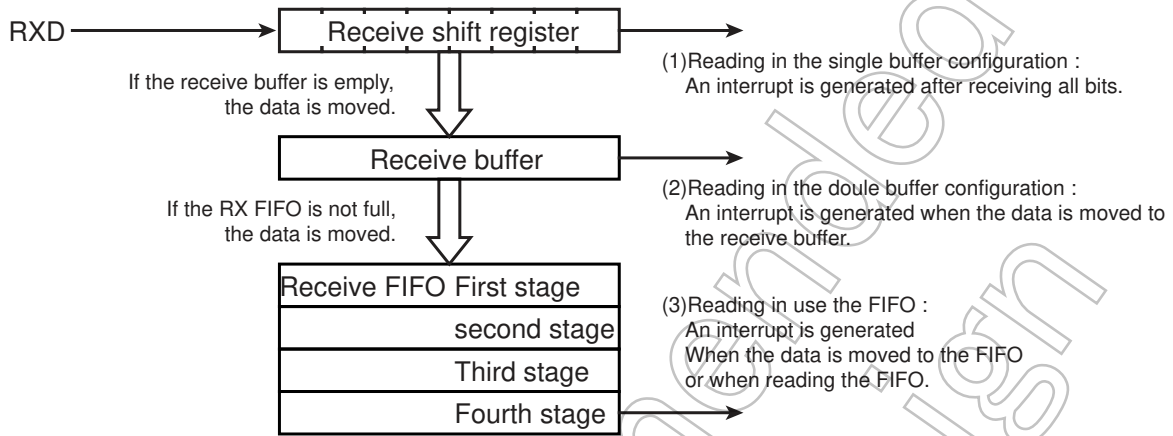 RXD
Receive shift register
(1)Reading in the single buffer configuration :
An interrupt is generated after receiving all bits.
If the receive buffer is emply,
the data is moved.
Receive buffer
(2)Reading in the doule buffer configuration :
An interrupt is generated when the data is moved to
the receive buffer.
If the RX FIFO is not full,
the data is moved.
Receive FIFO First stage
second stage
Third stage
Fourth stage
(3)Reading in use the FIFO :
An interrupt is generated
When the data is moved to the FIFO
or when reading the FIFO.